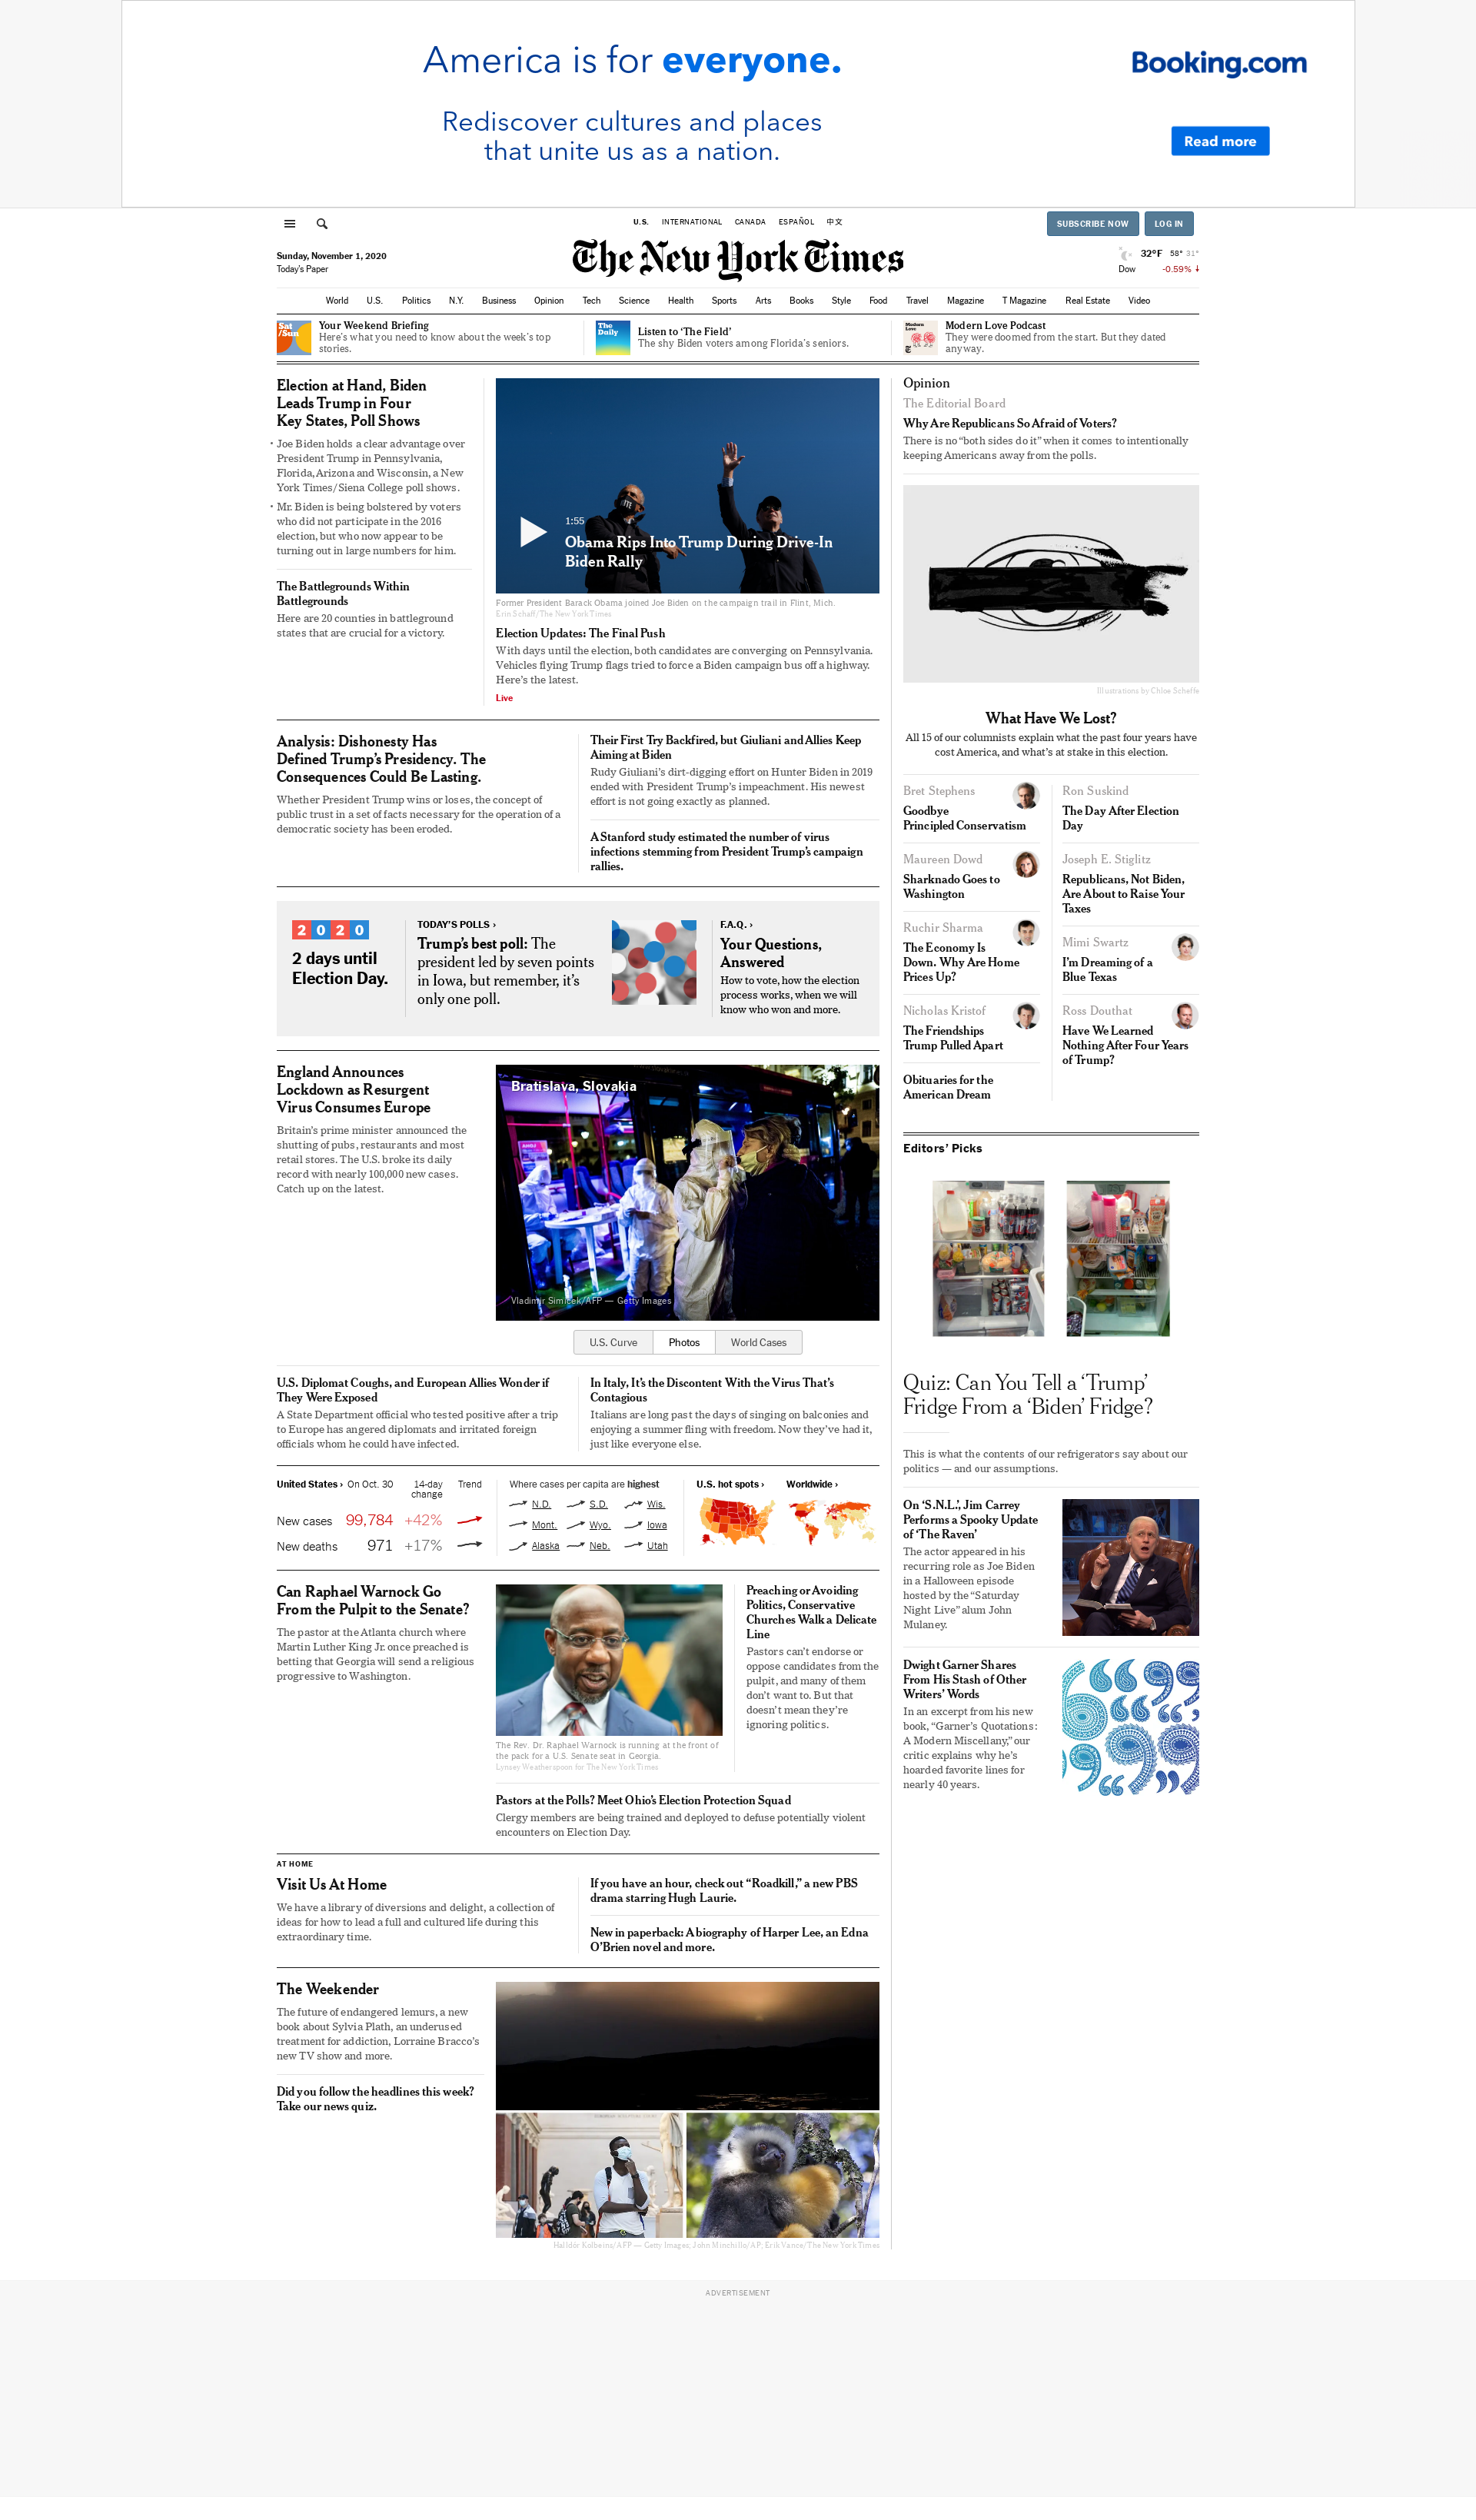 America is for everyone.
Booking.com
Rediscover cultures and places
that unite us as a nation.
Read more
U.S. INTERNATIONAL CANADA ESPAÑOL 中文
SUBSCRIBE NOW
LOG IN
Sunday, November 1, 2020
Today's Paper
The New York Times
32°F 58° 31°
Dow -0.59%
World U.S. Politics N.Y. Business Opinion Tech Science Health Sports Arts Books Style Food Travel Magazine T Magazine Real Estate Video
Sat
/Sun
Your Weekend Briefing
Here's what you need to know about the week's top
stories.
The
Daily
Listen to ‘The Field’
The shy Biden voters among Florida's seniors.
Modern
Love
Modern Love Podcast
They were doomed from the start. But they dated
anyway.
Election at Hand, Biden
Leads Trump in Four
Key States, Poll Shows
• Joe Biden holds a clear advantage over
President Trump in Pennsylvania,
Florida, Arizona and Wisconsin, a New
York Times/Siena College poll shows.
• Mr. Biden is being bolstered by voters
who did not participate in the 2016
election, but who now appear to be
turning out in large numbers for him.
The Battlegrounds Within
Battlegrounds
Here are 20 counties in battleground
states that are crucial for a victory.
1:55
Obama Rips Into Trump During Drive-In
Biden Rally
Former President Barack Obama joined Joe Biden on the campaign trail in Flint, Mich.
Erin Schaff/The New York Times
Election Updates: The Final Push
With days until the election, both candidates are converging on Pennsylvania.
Vehicles flying Trump flags tried to force a Biden campaign bus off a highway.
Here’s the latest.
Live
Analysis: Dishonesty Has
Defined Trump’s Presidency. The
Consequences Could Be Lasting.
Whether President Trump wins or loses, the concept of
public trust in a set of facts necessary for the operation of a
democratic society has been eroded.
Their First Try Backfired, but Giuliani and Allies Keep
Aiming at Biden
Rudy Giuliani’s dirt-digging effort on Hunter Biden in 2019
ended with President Trump’s impeachment. His newest
effort is not going exactly as planned.
A Stanford study estimated the number of virus
infections stemming from President Trump’s campaign
rallies.
2020
2 days until
Election Day.
TODAY’S POLLS ›
Trump’s best poll: The
president led by seven points
in Iowa, but remember, it’s
only one poll.
F.A.Q. ›
Your Questions,
Answered
How to vote, how the election
process works, when we will
know who won and more.
England Announces
Lockdown as Resurgent
Virus Consumes Europe
Britain’s prime minister announced the
shutting of pubs, restaurants and most
retail stores. The U.S. broke its daily
record with nearly 100,000 new cases.
Catch up on the latest.
Bratislava, Slovakia
Vladimir Simicek/AFP — Getty Images
U.S. Curve Photos World Cases
U.S. Diplomat Coughs, and European Allies Wonder if
They Were Exposed
A State Department official who tested positive after a trip
to Europe has angered diplomats and irritated foreign
officials whom he could have infected.
In Italy, It’s the Discontent With the Virus That’s
Contagious
Italians are long past the days of singing on balconies and
enjoying a summer fling with freedom. Now they’ve had it,
just like everyone else.
United States › On Oct. 30 14-day
change Trend
New cases 99,784 +42%
New deaths 971 +17%
Where cases per capita are highest
N.D. S.D. Wis.
Mont. Wyo. Iowa
Alaska Neb. Utah
U.S. hot spots › Worldwide ›
Can Raphael Warnock Go
From the Pulpit to the Senate?
The pastor at the Atlanta church where
Martin Luther King Jr. once preached is
betting that Georgia will send a religious
progressive to Washington.
The Rev. Dr. Raphael Warnock is running at the front of
the pack for a U.S. Senate seat in Georgia.
Lynsey Weatherspoon for The New York Times
Preaching or Avoiding
Politics, Conservative
Churches Walk a Delicate
Line
Pastors can’t endorse or
oppose candidates from the
pulpit, and many of them
don’t want to. But that
doesn’t mean they’re
ignoring politics.
Pastors at the Polls? Meet Ohio’s Election Protection Squad
Clergy members are being trained and deployed to defuse potentially violent
encounters on Election Day.
AT HOME
Visit Us At Home
We have a library of diversions and delight, a collection of
ideas for how to lead a full and cultured life during this
extraordinary time.
If you have an hour, check out “Roadkill,” a new PBS
drama starring Hugh Laurie.
New in paperback: A biography of Harper Lee, an Edna
O’Brien novel and more.
The Weekender
The future of endangered lemurs, a new
book about Sylvia Plath, an underused
treatment for addiction, Lorraine Bracco’s
new TV show and more.
Did you follow the headlines this week?
Take our news quiz.
Halldór Kolbeins/AFP — Getty Images; John Minchillo/AP; Erik Vance/The New York Times
Opinion
The Editorial Board
Why Are Republicans So Afraid of Voters?
There is no “both sides do it” when it comes to intentionally
keeping Americans away from the polls.
Illustrations by Chloe Scheffe
What Have We Lost?
All 15 of our columnists explain what the past four years have
cost America, and what’s at stake in this election.
Bret Stephens
Goodbye
Principled Conservatism
Maureen Dowd
Sharknado Goes to
Washington
Ruchir Sharma
The Economy Is
Down. Why Are Home
Prices Up?
Nicholas Kristof
The Friendships
Trump Pulled Apart
Obituaries for the
American Dream
Ron Suskind
The Day After Election
Day
Joseph E. Stiglitz
Republicans, Not Biden,
Are About to Raise Your
Taxes
Mimi Swartz
I’m Dreaming of a
Blue Texas
Ross Douthat
Have We Learned
Nothing After Four Years
of Trump?
Editors’ Picks
Quiz: Can You Tell a ‘Trump’
Fridge From a ‘Biden’ Fridge?
This is what the contents of our refrigerators say about our
politics — and our assumptions.
On ‘S.N.L.’, Jim Carrey
Performs a Spooky Update
of ‘The Raven’
The actor appeared in his
recurring role as Joe Biden
in a Halloween episode
hosted by the “Saturday
Night Live” alum John
Mulaney.
Dwight Garner Shares
From His Stash of Other
Writers’ Words
In an excerpt from his new
book, “Garner’s Quotations:
A Modern Miscellany,” our
critic explains why he’s
hoarded favorite lines for
nearly 40 years.
ADVERTISEMENT